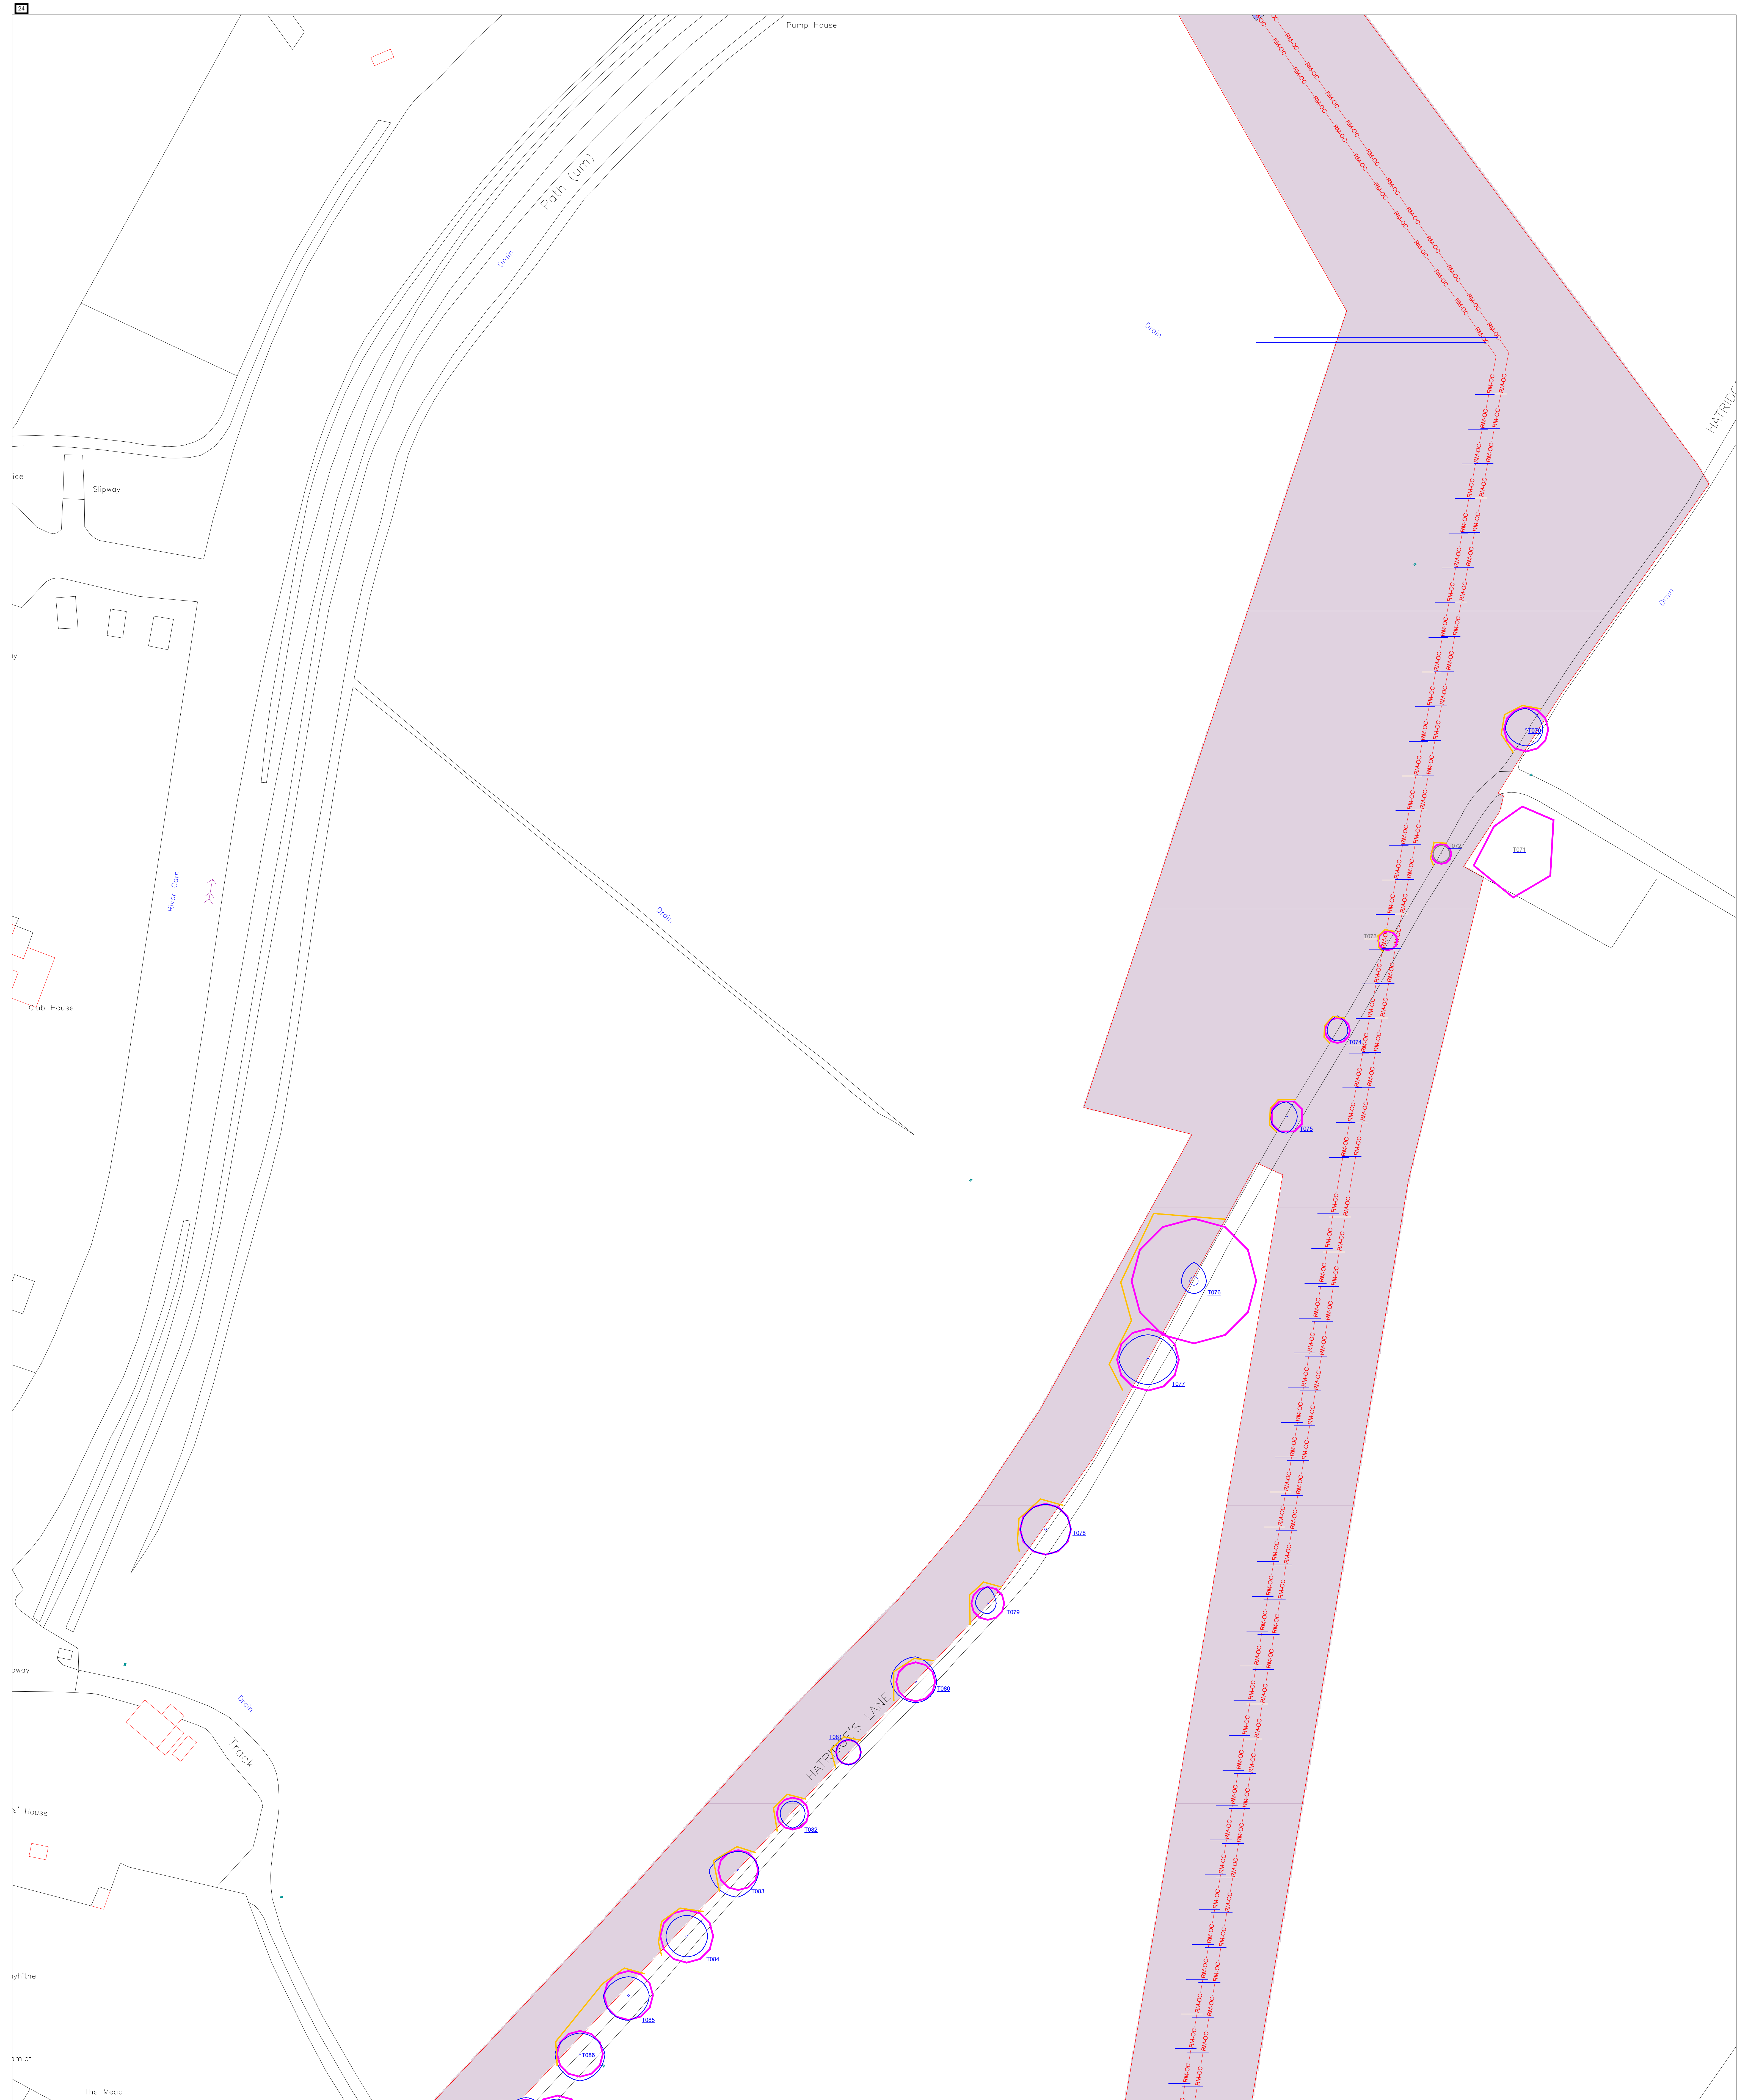 24
Pump House
Path (um)
Drain
Drain
Slipway
Drain
T070
T072
T071
River Cam
Drain
T073
Club House
T074
T075
T076
T077
T078
T079
T080
HATRIDGE'S LANE
T081
Drain
Track
T082
T083
T084
T085
T086
The Mead
RM-OC